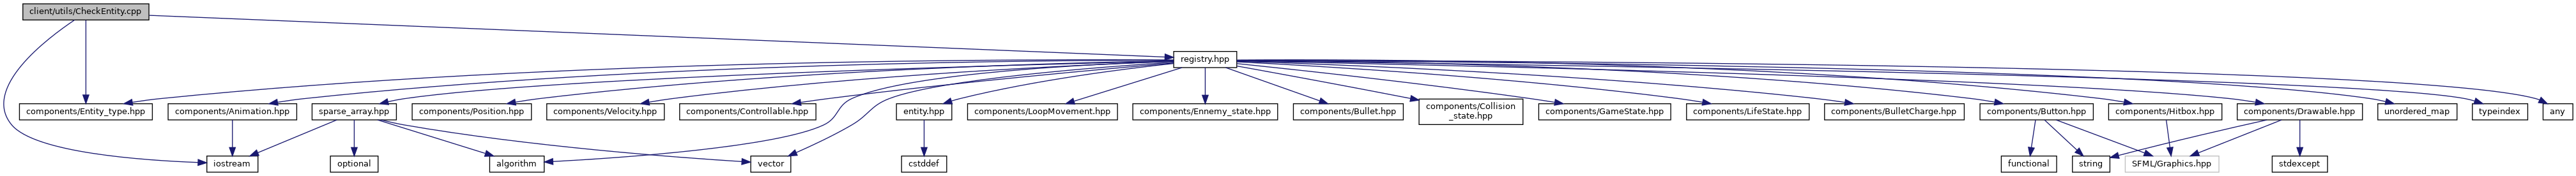 client/utils/CheckEntity.cpp
registry.hpp
components/Entity_type.hpp
components/Animation.hpp
sparse_array.hpp
components/Position.hpp
components/Velocity.hpp
components/Controllable.hpp
entity.hpp
components/LoopMovement.hpp
components/Ennemy_state.hpp
components/Bullet.hpp
components/Collision
_state.hpp
components/GameState.hpp
components/LifeState.hpp
components/BulletCharge.hpp
components/Button.hpp
components/Hitbox.hpp
components/Drawable.hpp
unordered_map
typeindex
any
iostream
optional
algorithm
vector
cstddef
functional
string
SFML/Graphics.hpp
stdexcept